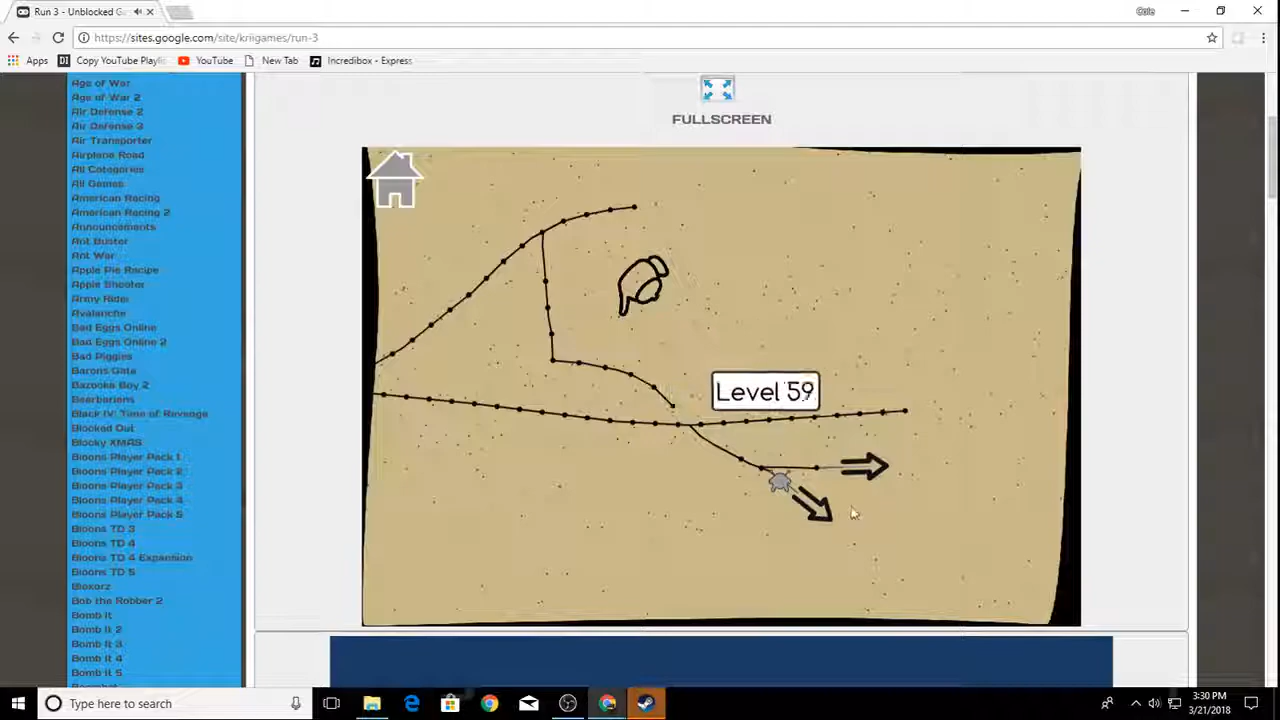 Run 3 - Unblocked G
Cole
https://sites.google.com/site/kriigames/run-3
Apps
Copy YouTube Playli
YouTube
New Tab
Incredibox - Express
Age of War
Age of War 2
Air Defense 2
Air Defense 3
Air Transporter
Airplane Road
All Categories
All Games
American Racing
American Racing 2
Announcements
Ant Buster
Ant War
Apple Pie Recipe
Apple Shooter
Army Rider
Avalanche
Bad Eggs Online
Bad Eggs Online 2
Bad Piggies
Barons Gate
Bazooka Boy 2
Bearbarians
Black IV: Time of Revenge
Blocked Out
Blocky XMAS
Bloons Player Pack 1
Bloons Player Pack 2
Bloons Player Pack 3
Bloons Player Pack 4
Bloons Player Pack 5
Bloons TD 3
Bloons TD 4
Bloons TD 4 Expansion
Bloons TD 5
Bloxorz
Bob the Robber 2
Bomb It
Bomb It 2
Bomb It 3
Bomb It 4
Bomb It 5
FULLSCREEN
Level 59
Type here to search
3:30 PM
3/21/2018